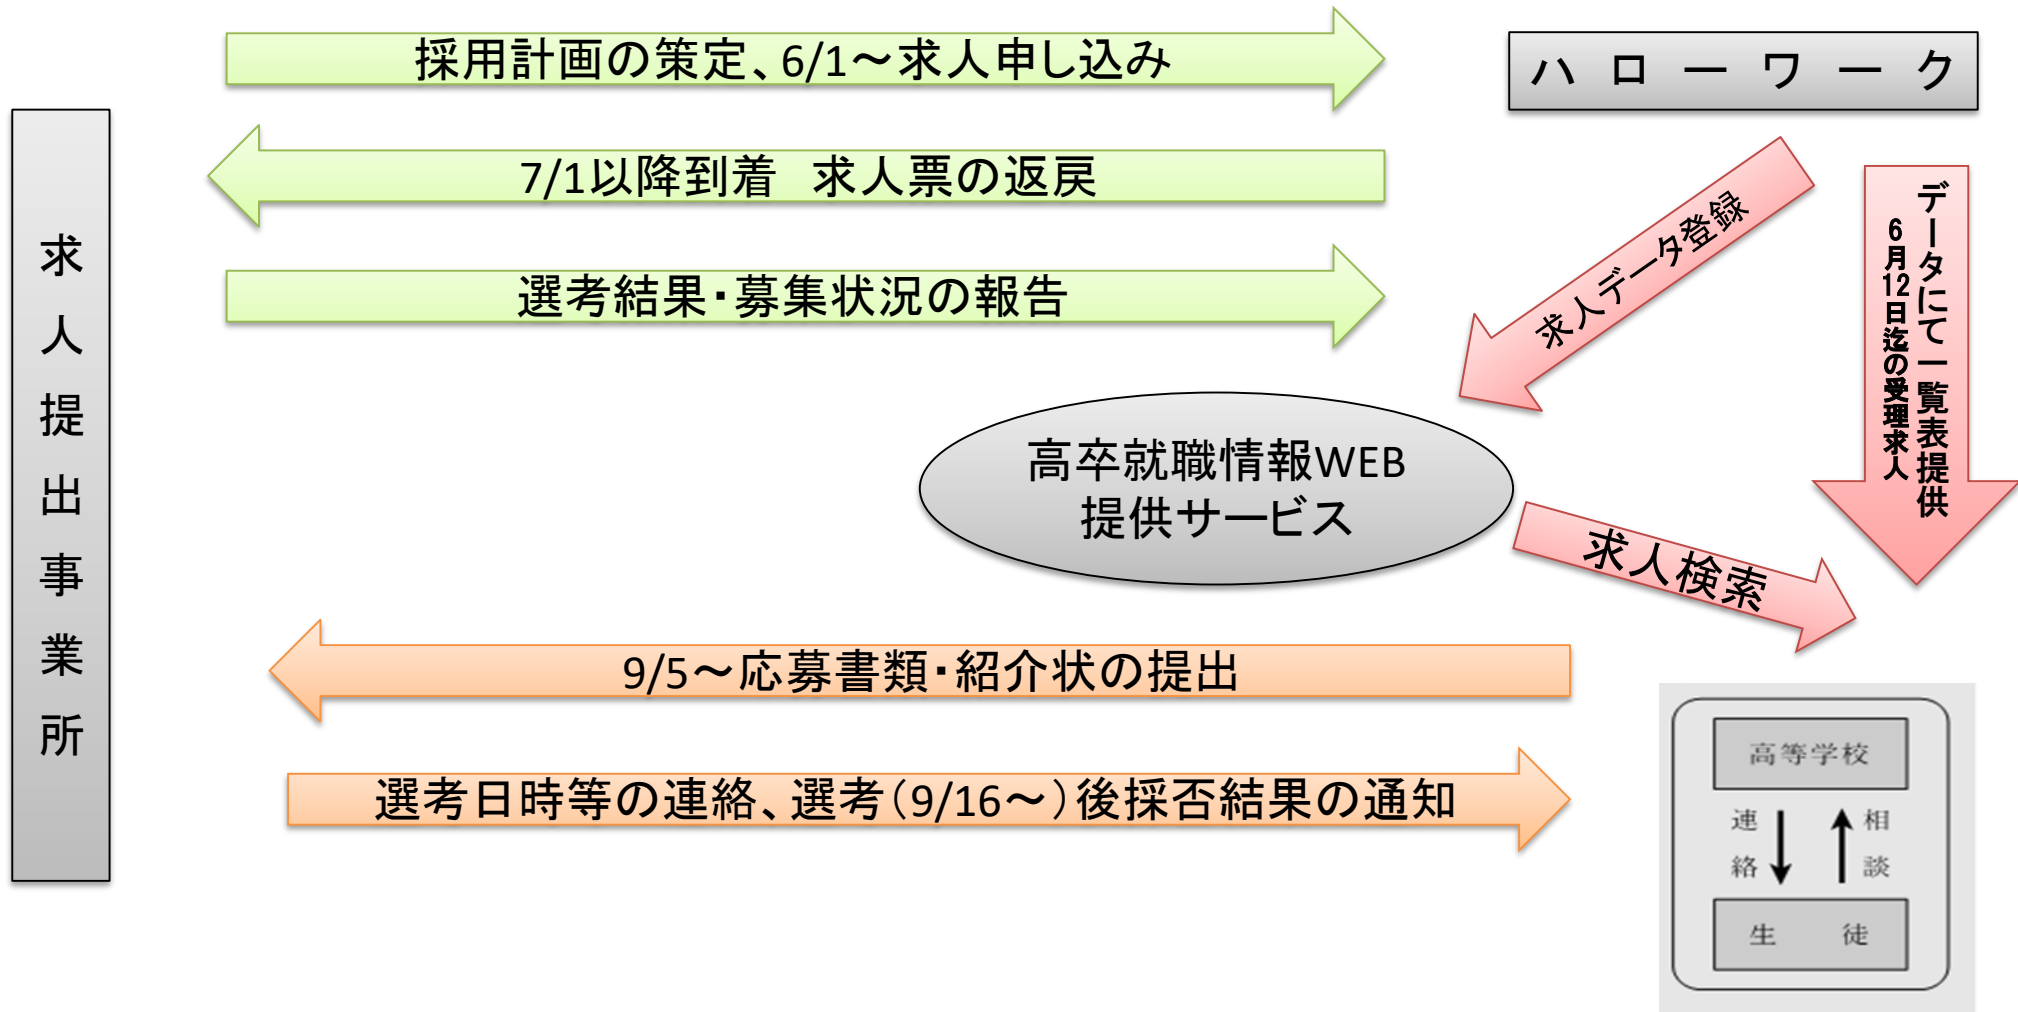 採用計画の策定、6/1～求人申し込み
ハローワーク
7/1以降到着　求人票の返戻
選考結果・募集状況の報告
求人提出事業所
求人データ登録
データにて一覧表提供
6月12日迄の受理求人
高卒就職情報WEB
提供サービス
求人検索
9/5～応募書類・紹介状の提出
選考日時等の連絡、選考（9/16～）後採否結果の通知
高等学校
連絡
相談
生　徒